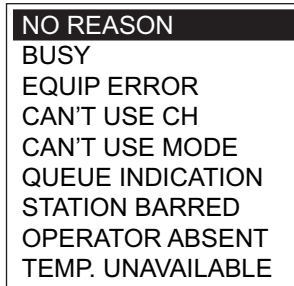 NO REASON
BUSY
EQUIP ERROR
CAN'T USE CH
CAN'T USE MODE
QUEUE INDICATION
STATION BARRED
OPERATOR ABSENT
TEMP. UNAVAILABLE